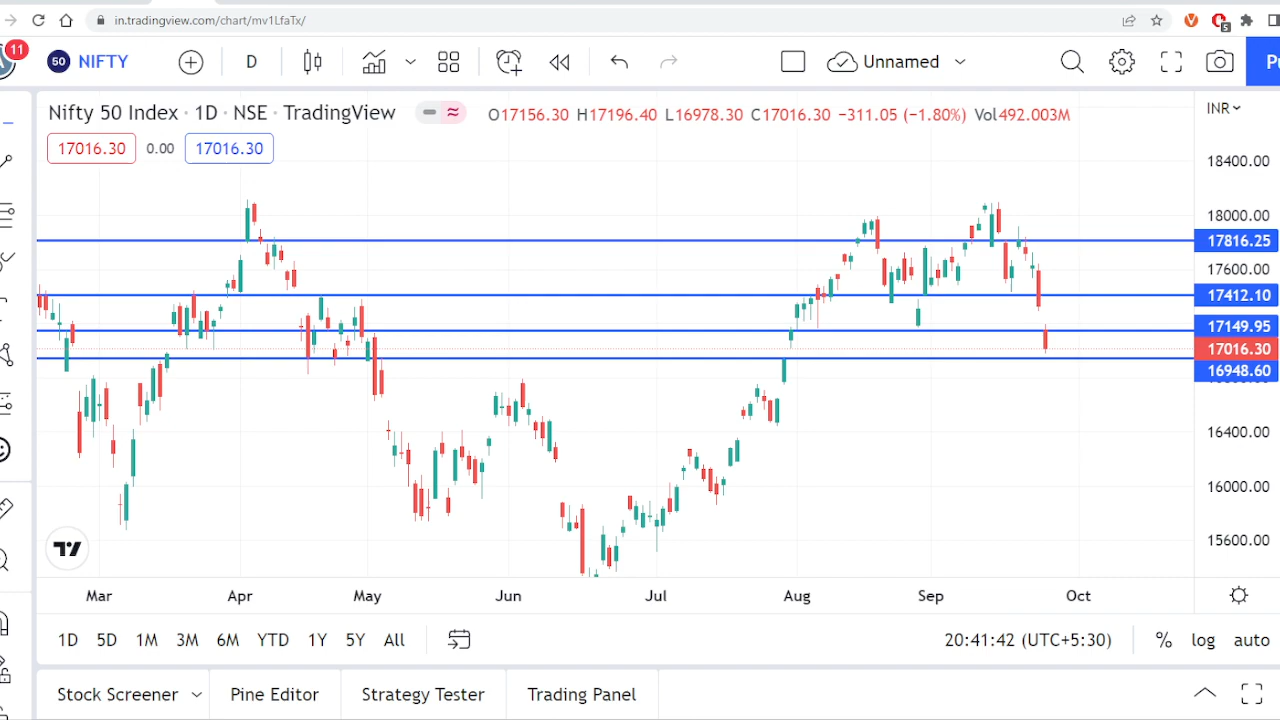 in.tradingview.com/chart/mv1LfaTx/
5
11
50 NIFTY
D
Unnamed
Pu
Nifty 50 Index · 1D · NSE · TradingView
O17156.30 H17196.40 L16978.30 C17016.30 −311.05 (−1.80%) Vol492.003M
INR
17016.30 0.00 17016.30
18400.00
18000.00
17816.25
17600.00
17412.10
17149.95
17016.30
16948.60
16400.00
16000.00
15600.00
Mar Apr May Jun Jul Aug Sep Oct
1D 5D 1M 3M 6M YTD 1Y 5Y All
20:41:42 (UTC+5:30) % log auto
Stock Screener Pine Editor Strategy Tester Trading Panel